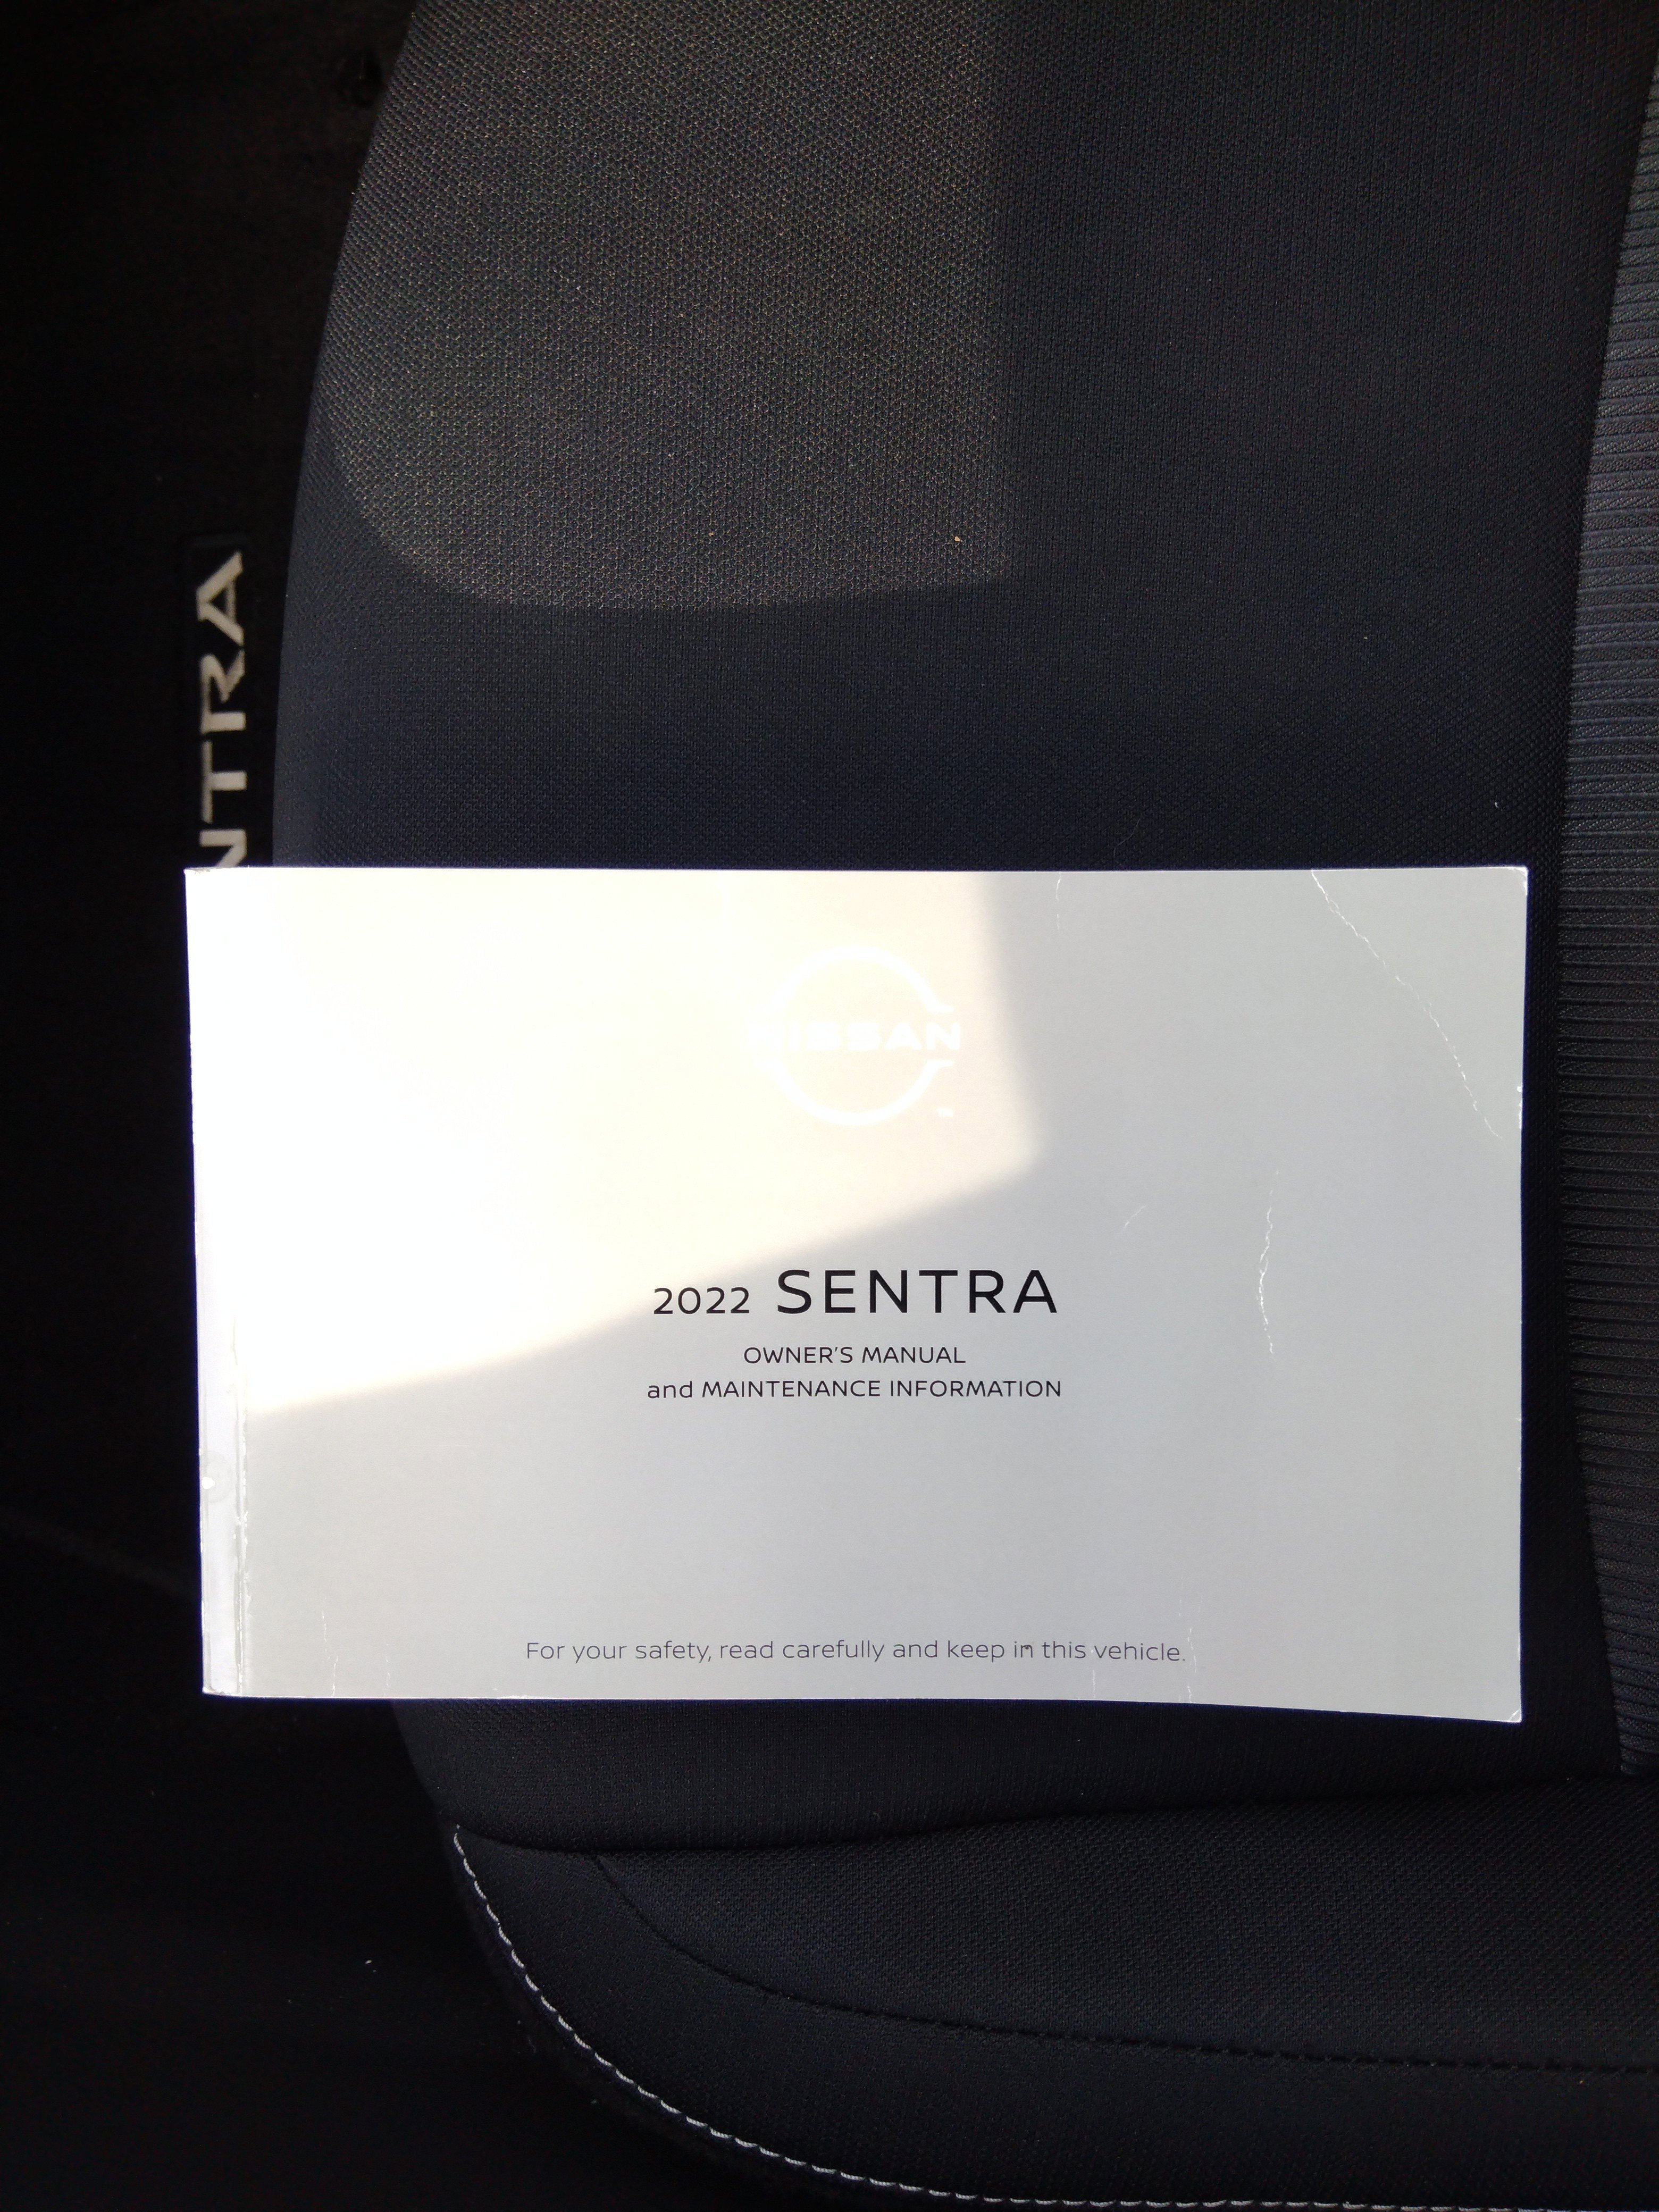 NTRA
NISSAN
TM
2022 SENTRA
OWNER'S MANUAL
and MAINTENANCE INFORMATION
For your safety, read carefully and keep in this vehicle.